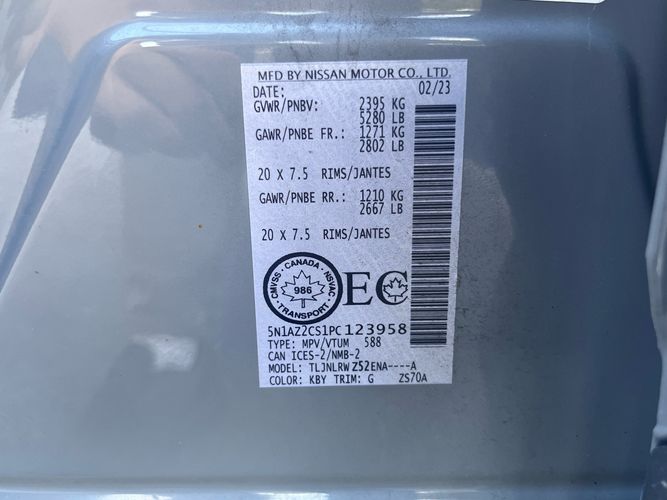 MFD BY NISSAN MOTOR CO., LTD.
DATE: 02/23
GVWR/PNBV: 2395 KG
5280 LB
GAWR/PNBE FR.: 1271 KG
2802 LB
20 X 7.5 RIMS/JANTES
GAWR/PNBE RR.: 1210 KG
2667 LB
20 X 7.5 RIMS/JANTES
CMVSS · CANADA · NSVAC
986
TRANSPORT
EC
5N1AZ2CS1PC123958
TYPE: MPV/VTUM 588
CAN ICES-2/NMB-2
MODEL: TLJNLRWZ52ENA----A
COLOR: KBY TRIM: G ZS70A